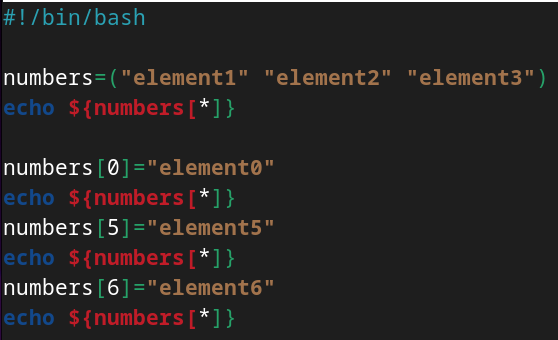 #!/bin/bash
numbers=("element1" "element2" "element3")
echo ${numbers[*]}
numbers[0]="element0"
echo ${numbers[*]}
numbers[5]="element5"
echo ${numbers[*]}
numbers[6]="element6"
echo ${numbers[*]}